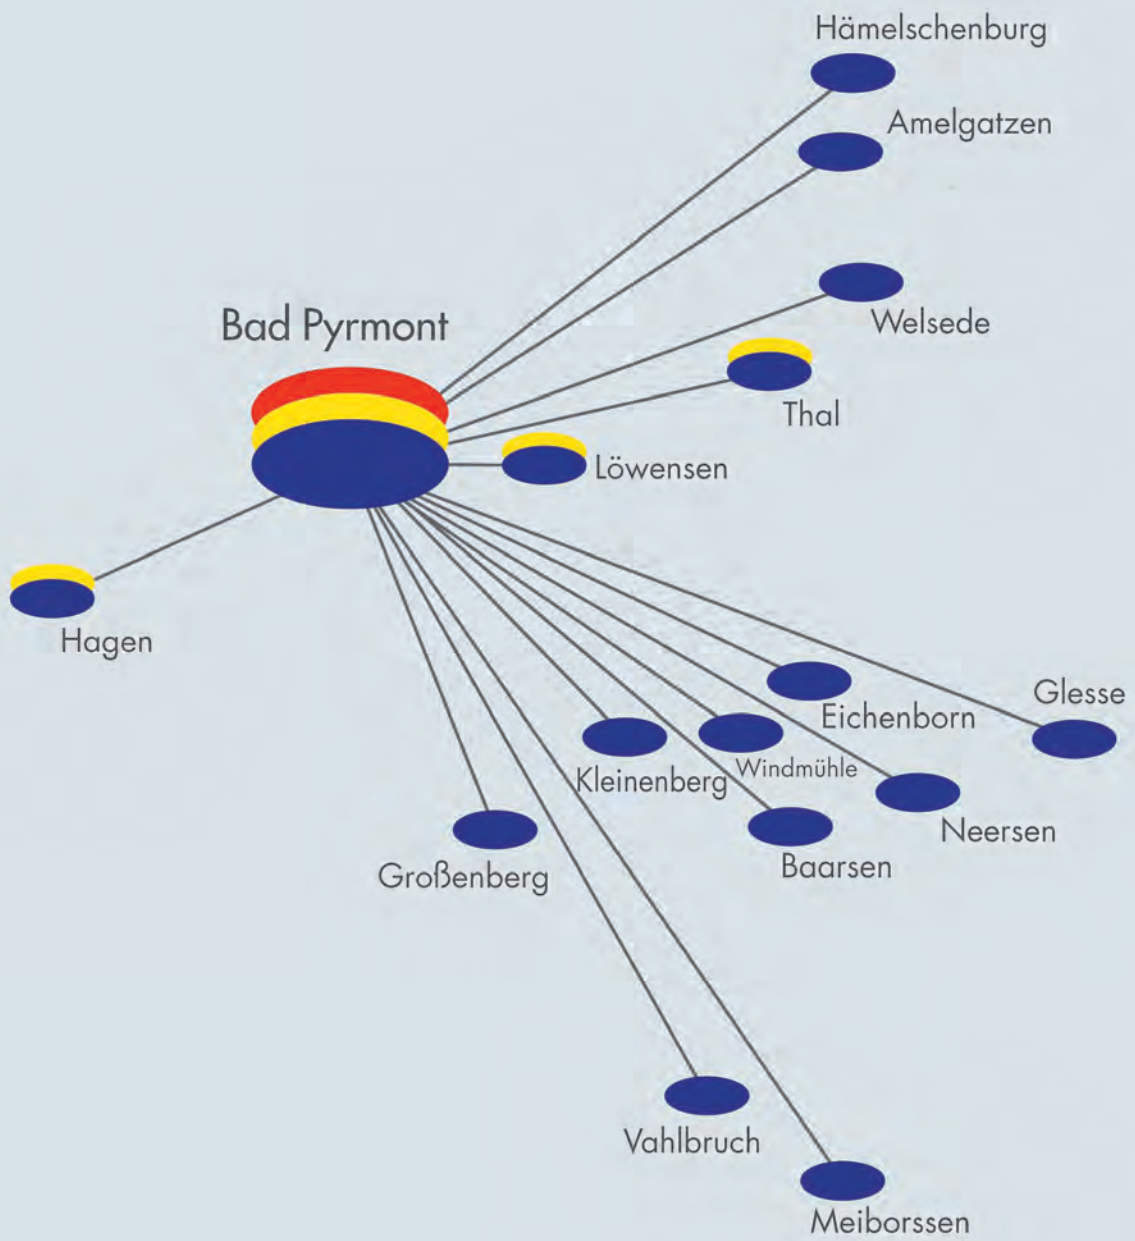 Hämelschenburg
Amelgatzen
Welsede
Bad Pyrmont
Thal
Löwensen
Hagen
Glesse
Eichenborn
Windmühle
Kleinenberg
Neersen
Baarsen
Großenberg
Vahlbruch
Meiborssen